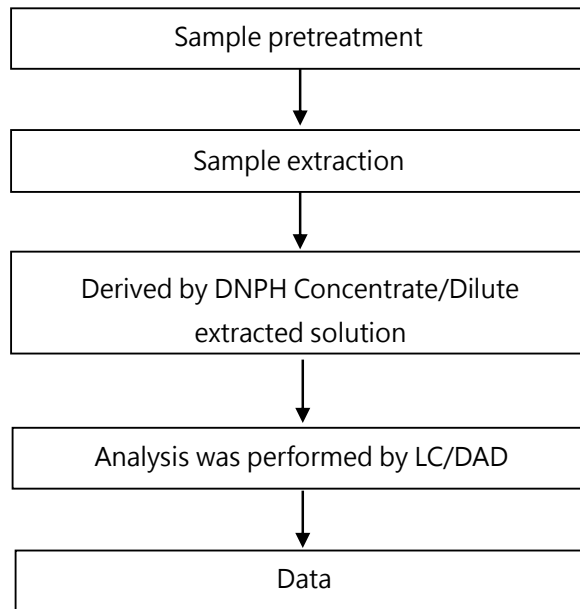 Sample pretreatment
Sample extraction
Derived by DNPH Concentrate/Dilute
extracted solution
Analysis was performed by LC/DAD
Data